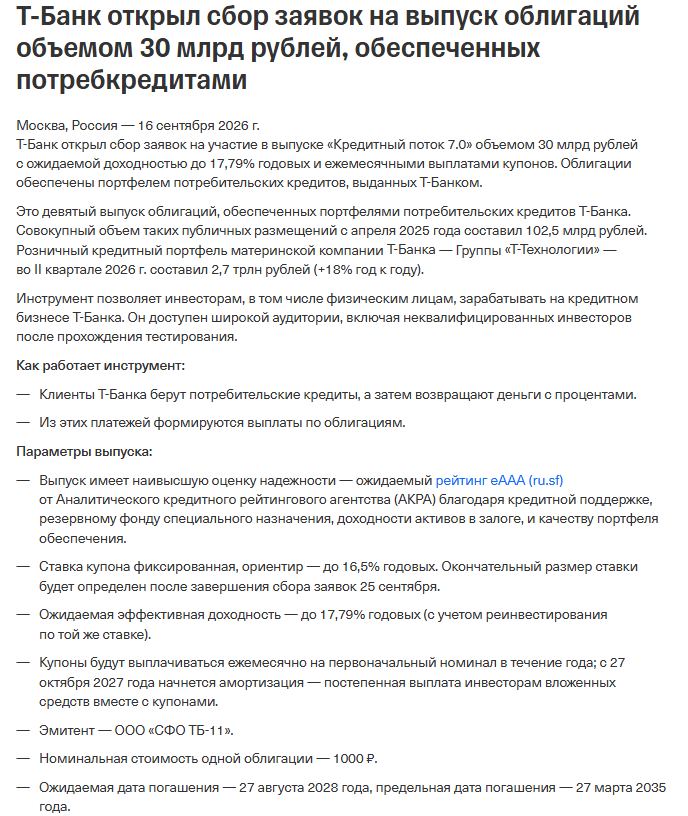 Т-Банк открыл сбор заявок на выпуск облигаций
объемом 30 млрд рублей, обеспеченных
потребкредитами
Москва, Россия — 16 сентября 2026 г.
Т-Банк открыл сбор заявок на участие в выпуске «Кредитный поток 7.0» объемом 30 млрд рублей
с ожидаемой доходностью до 17,79% годовых и ежемесячными выплатами купонов. Облигации
обеспечены портфелем потребительских кредитов, выданных Т-Банком.
Это девятый выпуск облигаций, обеспеченных портфелями потребительских кредитов Т-Банка.
Совокупный объем таких публичных размещений с апреля 2025 года составил 102,5 млрд рублей.
Розничный кредитный портфель материнской компании Т-Банка — Группы «Т-Технологии» —
во II квартале 2026 г. составил 2,7 трлн рублей (+18% год к году).
Инструмент позволяет инвесторам, в том числе физическим лицам, зарабатывать на кредитном
бизнесе Т-Банка. Он доступен широкой аудитории, включая неквалифицированных инвесторов
после прохождения тестирования.
Как работает инструмент:
— Клиенты Т-Банка берут потребительские кредиты, а затем возвращают деньги с процентами.
— Из этих платежей формируются выплаты по облигациям.
Параметры выпуска:
— Выпуск имеет наивысшую оценку надежности — ожидаемый рейтинг eAAA (ru.sf)
от Аналитического кредитного рейтингового агентства (АКРА) благодаря кредитной поддержке,
резервному фонду специального назначения, доходности активов в залоге, и качеству портфеля
обеспечения.
— Ставка купона фиксированная, ориентир — до 16,5% годовых. Окончательный размер ставки
будет определен после завершения сбора заявок 25 сентября.
— Ожидаемая эффективная доходность — до 17,79% годовых (с учетом реинвестирования
по той же ставке).
— Купоны будут выплачиваться ежемесячно на первоначальный номинал в течение года; с 27
октября 2027 года начнется амортизация — постепенная выплата инвесторам вложенных
средств вместе с купонами.
— Эмитент — ООО «СФО ТБ-11».
— Номинальная стоимость одной облигации — 1000 ₽.
— Ожидаемая дата погашения — 27 августа 2028 года, предельная дата погашения — 27 марта 2035
года.